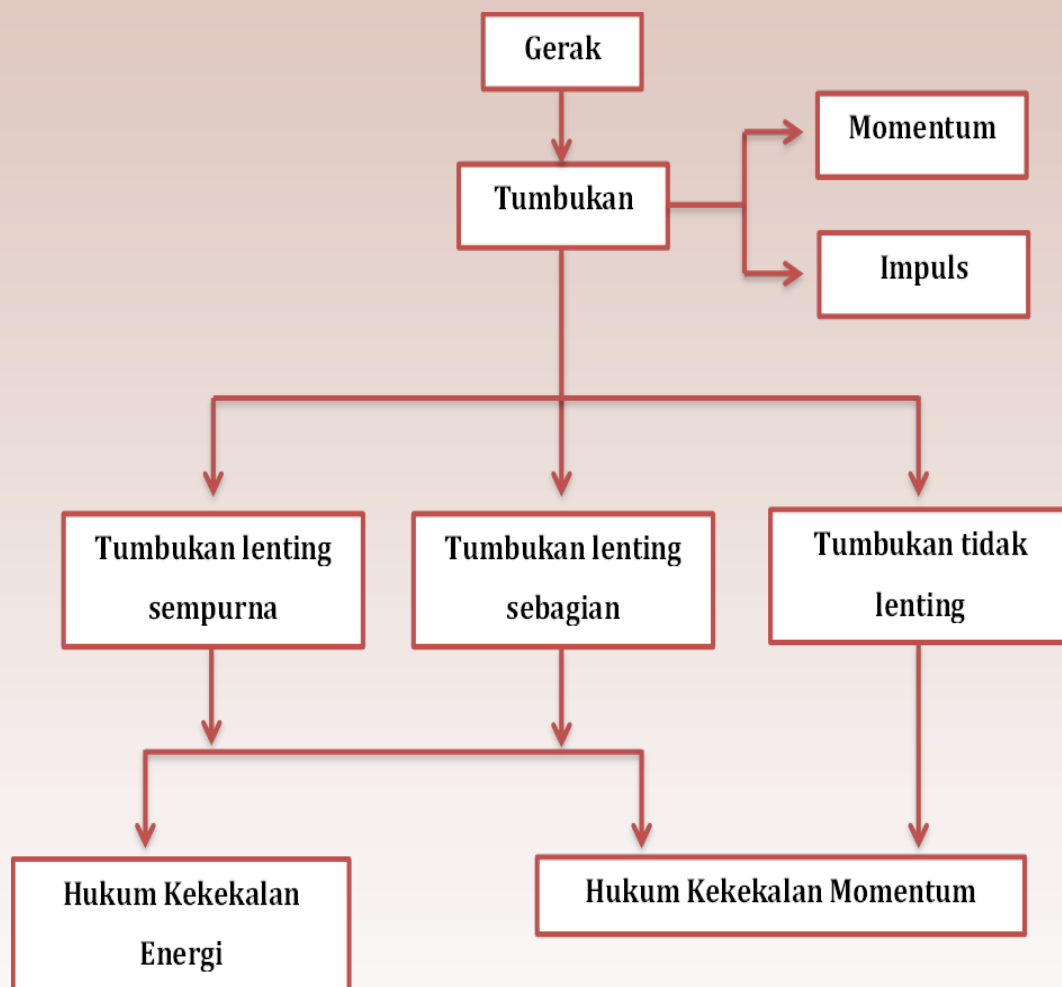 Gerak
Momentum
Tumbukan
Impuls
Tumbukan lenting
sempurna
Tumbukan lenting
sebagian
Tumbukan tidak
lenting
Hukum Kekekalan
Energi
Hukum Kekekalan Momentum